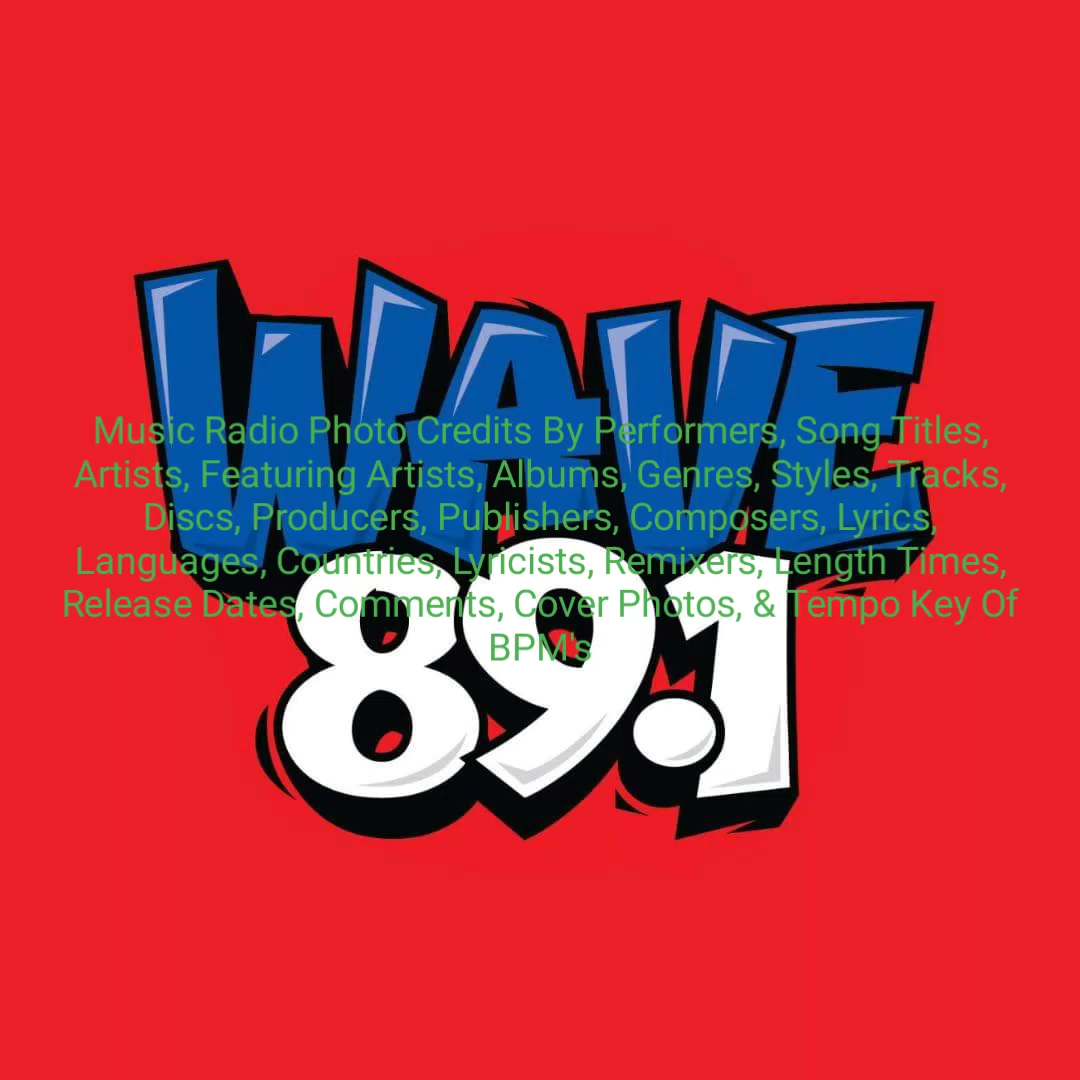 WAVE
Music Radio Photo Credits By Performers, Song Titles,
Artists, Featuring Artists, Albums, Genres, Styles, Tracks,
Discs, Producers, Publishers, Composers, Lyrics,
Languages, Countries, Lyricists, Remixers, Length Times,
Release Dates, Comments, Cover Photos, & Tempo Key Of
BPM's
89.1